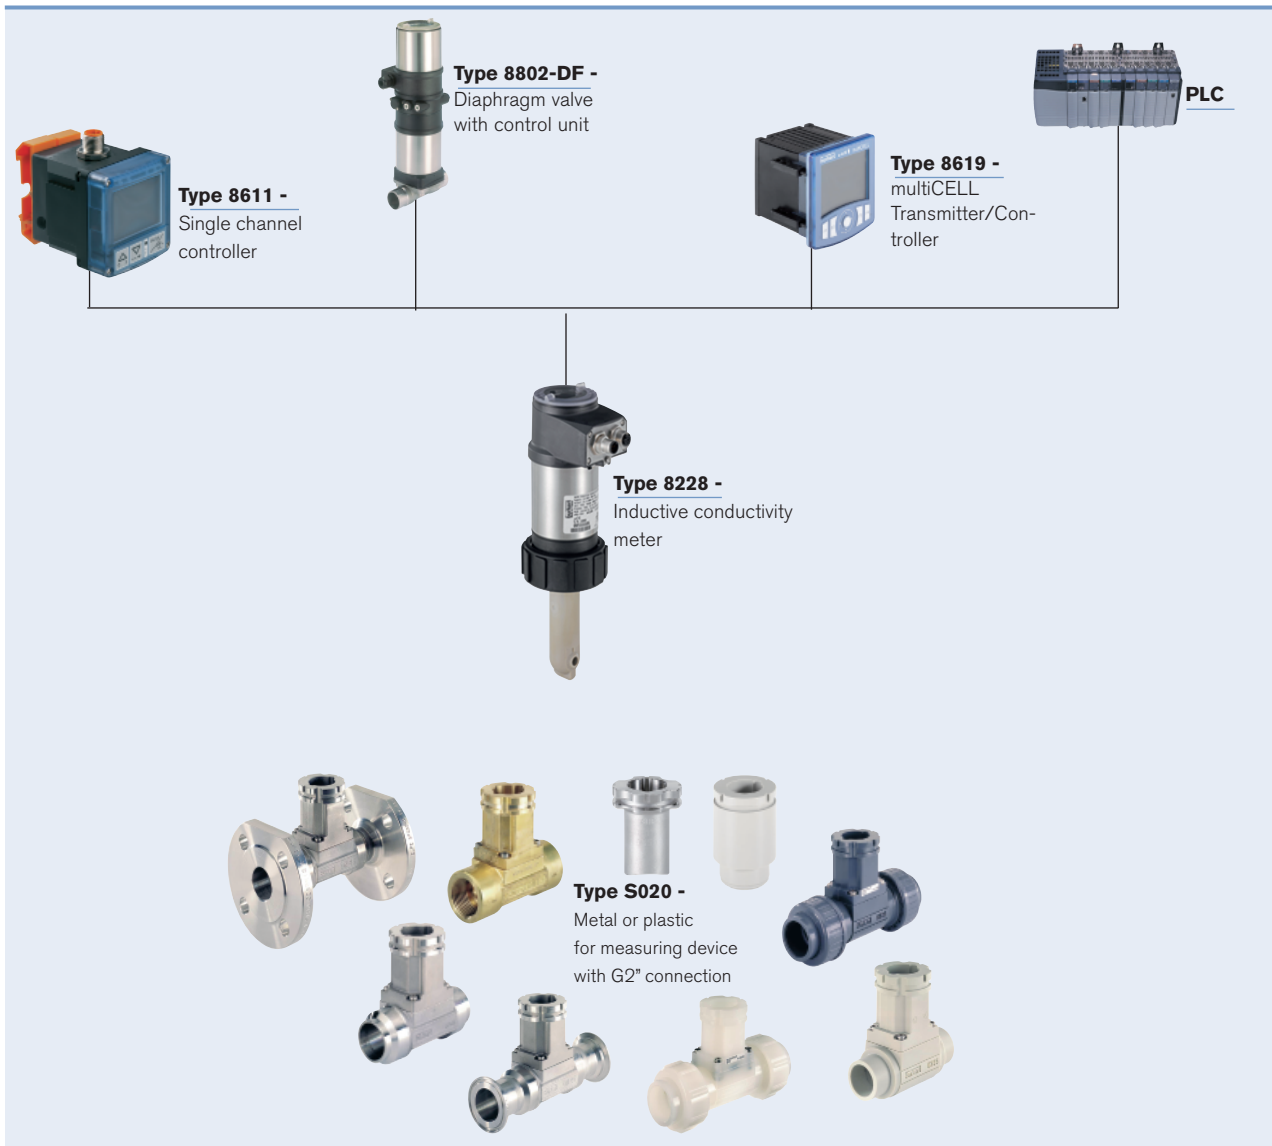 Type 8802-DF -
Diaphragm valve
with control unit
PLC
Type 8611 -
Single channel
controller
Type 8619 -
multiCELL
Transmitter/Con-
troller
Type 8228 -
Inductive conductivity
meter
Type S020 -
Metal or plastic
for measuring device
with G2” connection